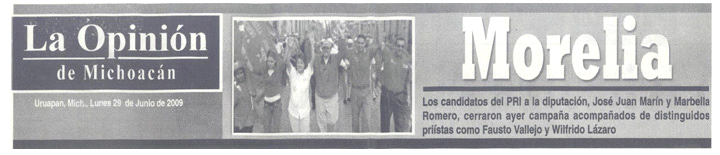 La Opinión
de Michoacán
Uruapan, Mich., Lunes 29 de Junio de 2009
Morelia
Los candidatos del PRI a la diputación, José Juan Marín y Marbella
Romero, cerraron ayer campaña acompañados de distinguidos
priístas como Fausto Vallejo y Wilfrido Lázaro